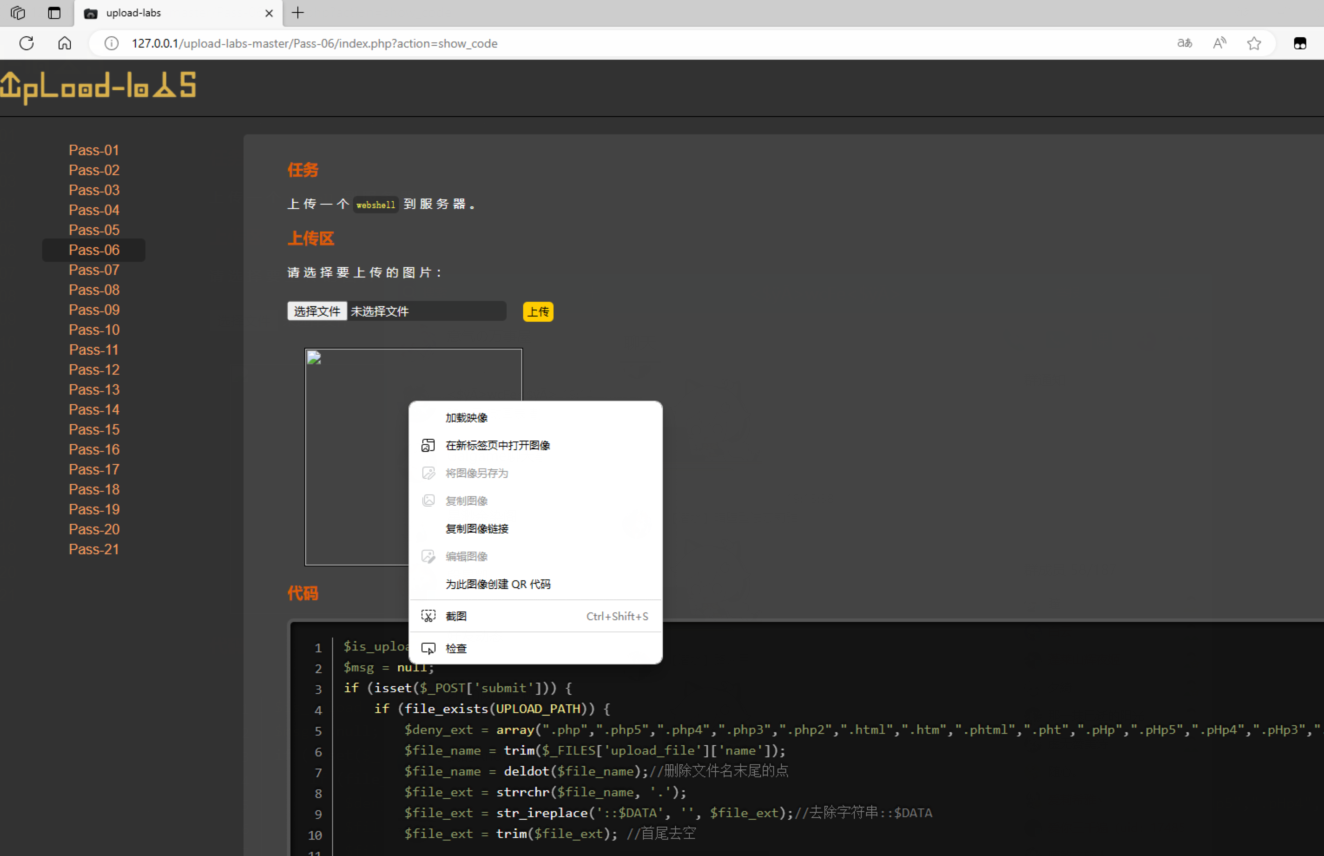 upload-labs
127.0.0.1/upload-labs-master/Pass-06/index.php?action=show_code
UpLoad-labS
Pass-01
Pass-02
Pass-03
Pass-04
Pass-05
Pass-06
Pass-07
Pass-08
Pass-09
Pass-10
Pass-11
Pass-12
Pass-13
Pass-14
Pass-15
Pass-16
Pass-17
Pass-18
Pass-19
Pass-20
Pass-21
任务
上传一个 webshell 到服务器。
上传区
请选择要上传的图片：
选择文件 未选择文件 上传
加载映像
在新标签页中打开图像
将图像另存为
复制图像
复制图像链接
编辑图像
为此图像创建 QR 代码
截图 Ctrl+Shift+S
检查
代码
1 $is_uploa
2 $msg = null;
3 if (isset($_POST['submit'])) {
4 if (file_exists(UPLOAD_PATH)) {
5 $deny_ext = array(".php",".php5",".php4",".php3",".php2",".html",".htm",".phtml",".pht",".pHp",".pHp5",".pHp4",".pHp3","
6 $file_name = trim($_FILES['upload_file']['name']);
7 $file_name = deldot($file_name);//删除文件名末尾的点
8 $file_ext = strrchr($file_name, '.');
9 $file_ext = str_ireplace('::$DATA', '', $file_ext);//去除字符串::$DATA
10 $file_ext = trim($file_ext); //首尾去空